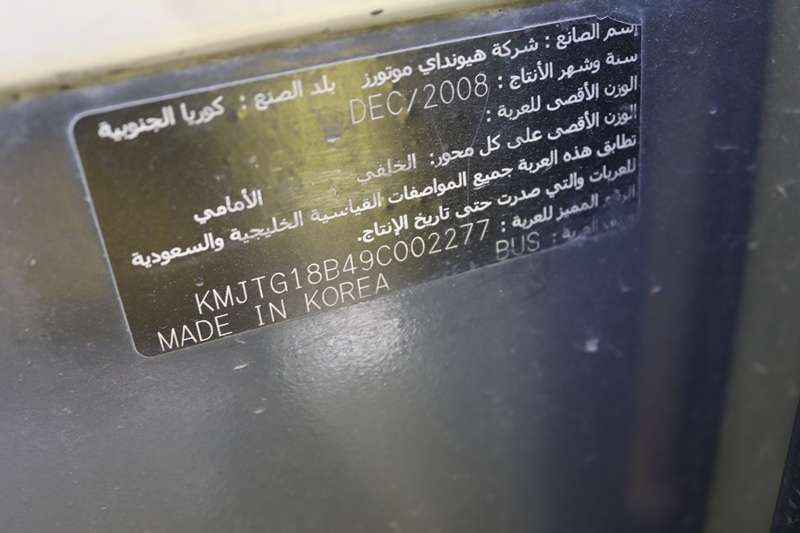 إسم الصانع : شركة هيونداي موتورز بلد الصنع : كوريا الجنوبية
سنة وشهر الأنتاج : DEC/2008
الوزن الأقصى للعربة :
الوزن الأقصى على كل محور: الخلفي الأمامي
تطابق هذه العربة جميع المواصفات القياسية الخليجية والسعودية
للعربات والتي صدرت حتى تاريخ الإنتاج.
الرقم المميز للعربة : KMJTG18B49C002277
العربة : BUS
MADE IN KOREA